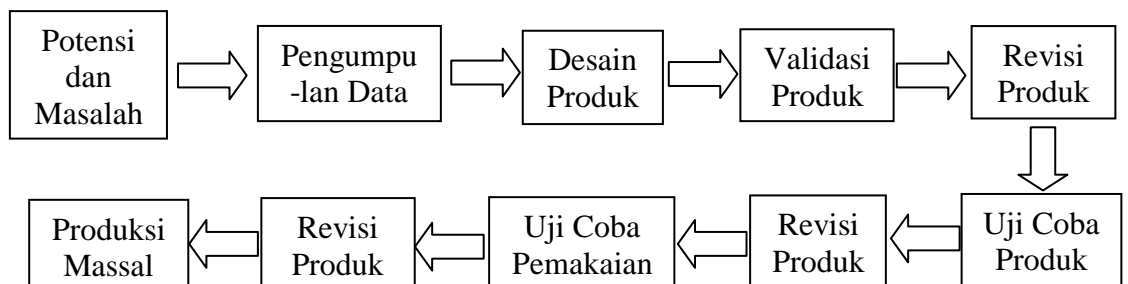 Potensi
dan
Masalah
Pengumpu
-lan Data
Desain
Produk
Validasi
Produk
Revisi
Produk
Uji Coba
Produk
Revisi
Produk
Uji Coba
Pemakaian
Revisi
Produk
Produksi
Massal